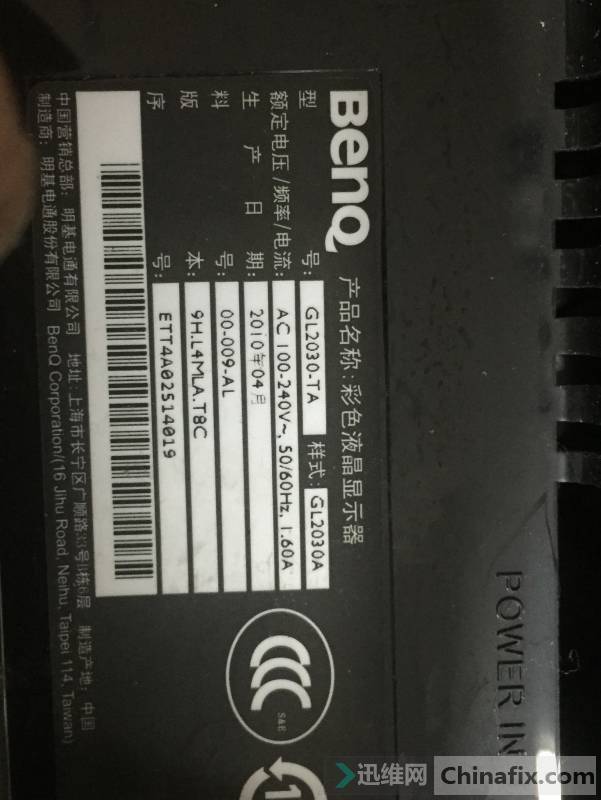 BenQ
产品名称: 彩色液晶显示器
型 号: GL2030-TA 样式: GL2030A
额定电压/频率/电流: AC 100-240V~, 50/60Hz, 1.60A
生 产 日 期: 2010年04月
料 号: 00-009-AL
版 本: 9H.L4MLA.T8C
序 号: ETT4A02514019
中国营销总部: 明基电通有限公司 地址: 上海市长宁区广顺路33号B栋6层 制造产地: 中国
制造商: 明基电通股份有限公司 BenQ Corporation/(16 Jihu Road, Neihu, Taipei 114, Taiwan)
CCC
S&E
1
POWER IN
迅维网 Chinafix.com